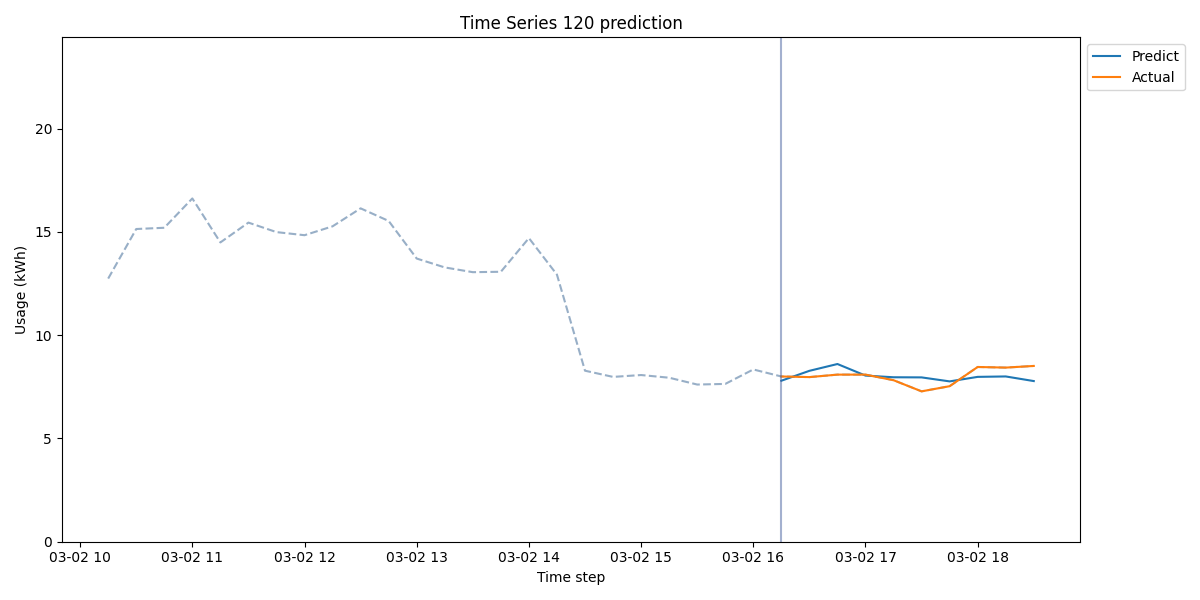 Time Series 120 prediction
Predict
Actual
Usage (kWh)
20
15
10
5
0
03-02 10
03-02 11
03-02 12
03-02 13
03-02 14
03-02 15
03-02 16
03-02 17
03-02 18
Time step